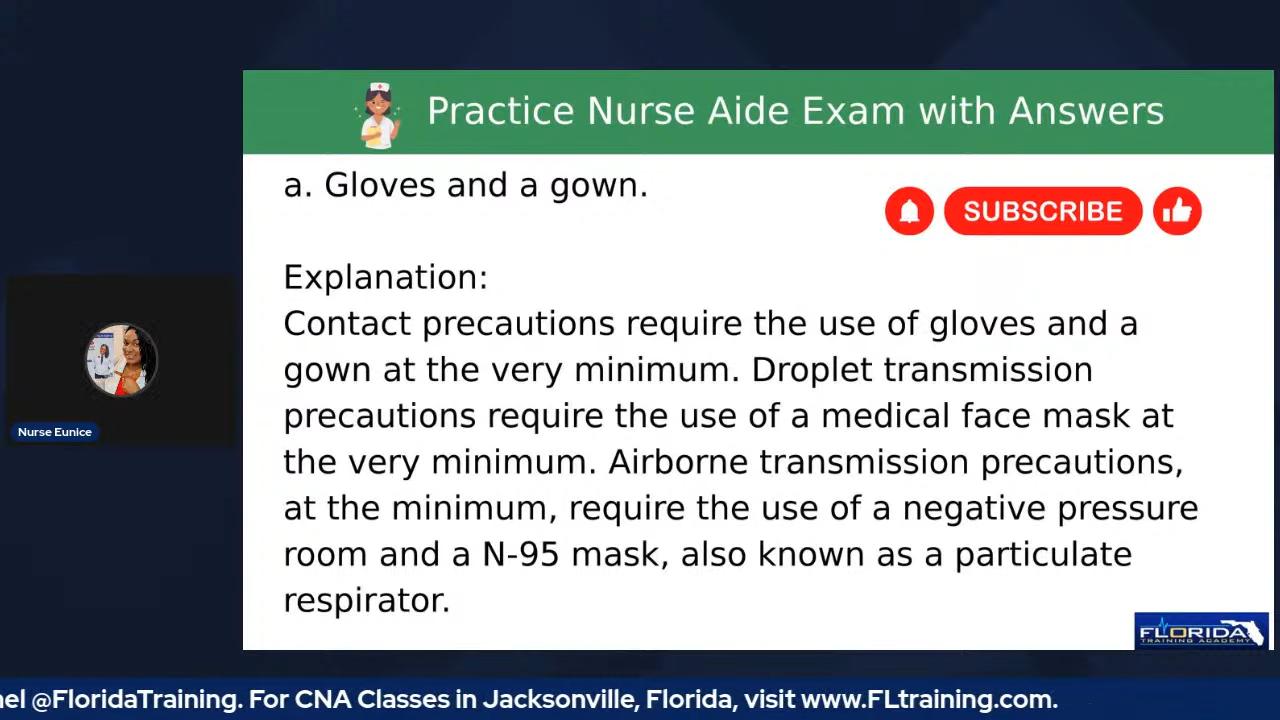 Practice Nurse Aide Exam with Answers
a. Gloves and a gown.
SUBSCRIBE
Explanation:
Contact precautions require the use of gloves and a
gown at the very minimum. Droplet transmission
precautions require the use of a medical face mask at
the very minimum. Airborne transmission precautions,
at the minimum, require the use of a negative pressure
room and a N-95 mask, also known as a particulate
respirator.
Nurse Eunice
FLORIDA
TRAINING ACADEMY
nel @FloridaTraining. For CNA Classes in Jacksonville, Florida, visit www.FLtraining.com.